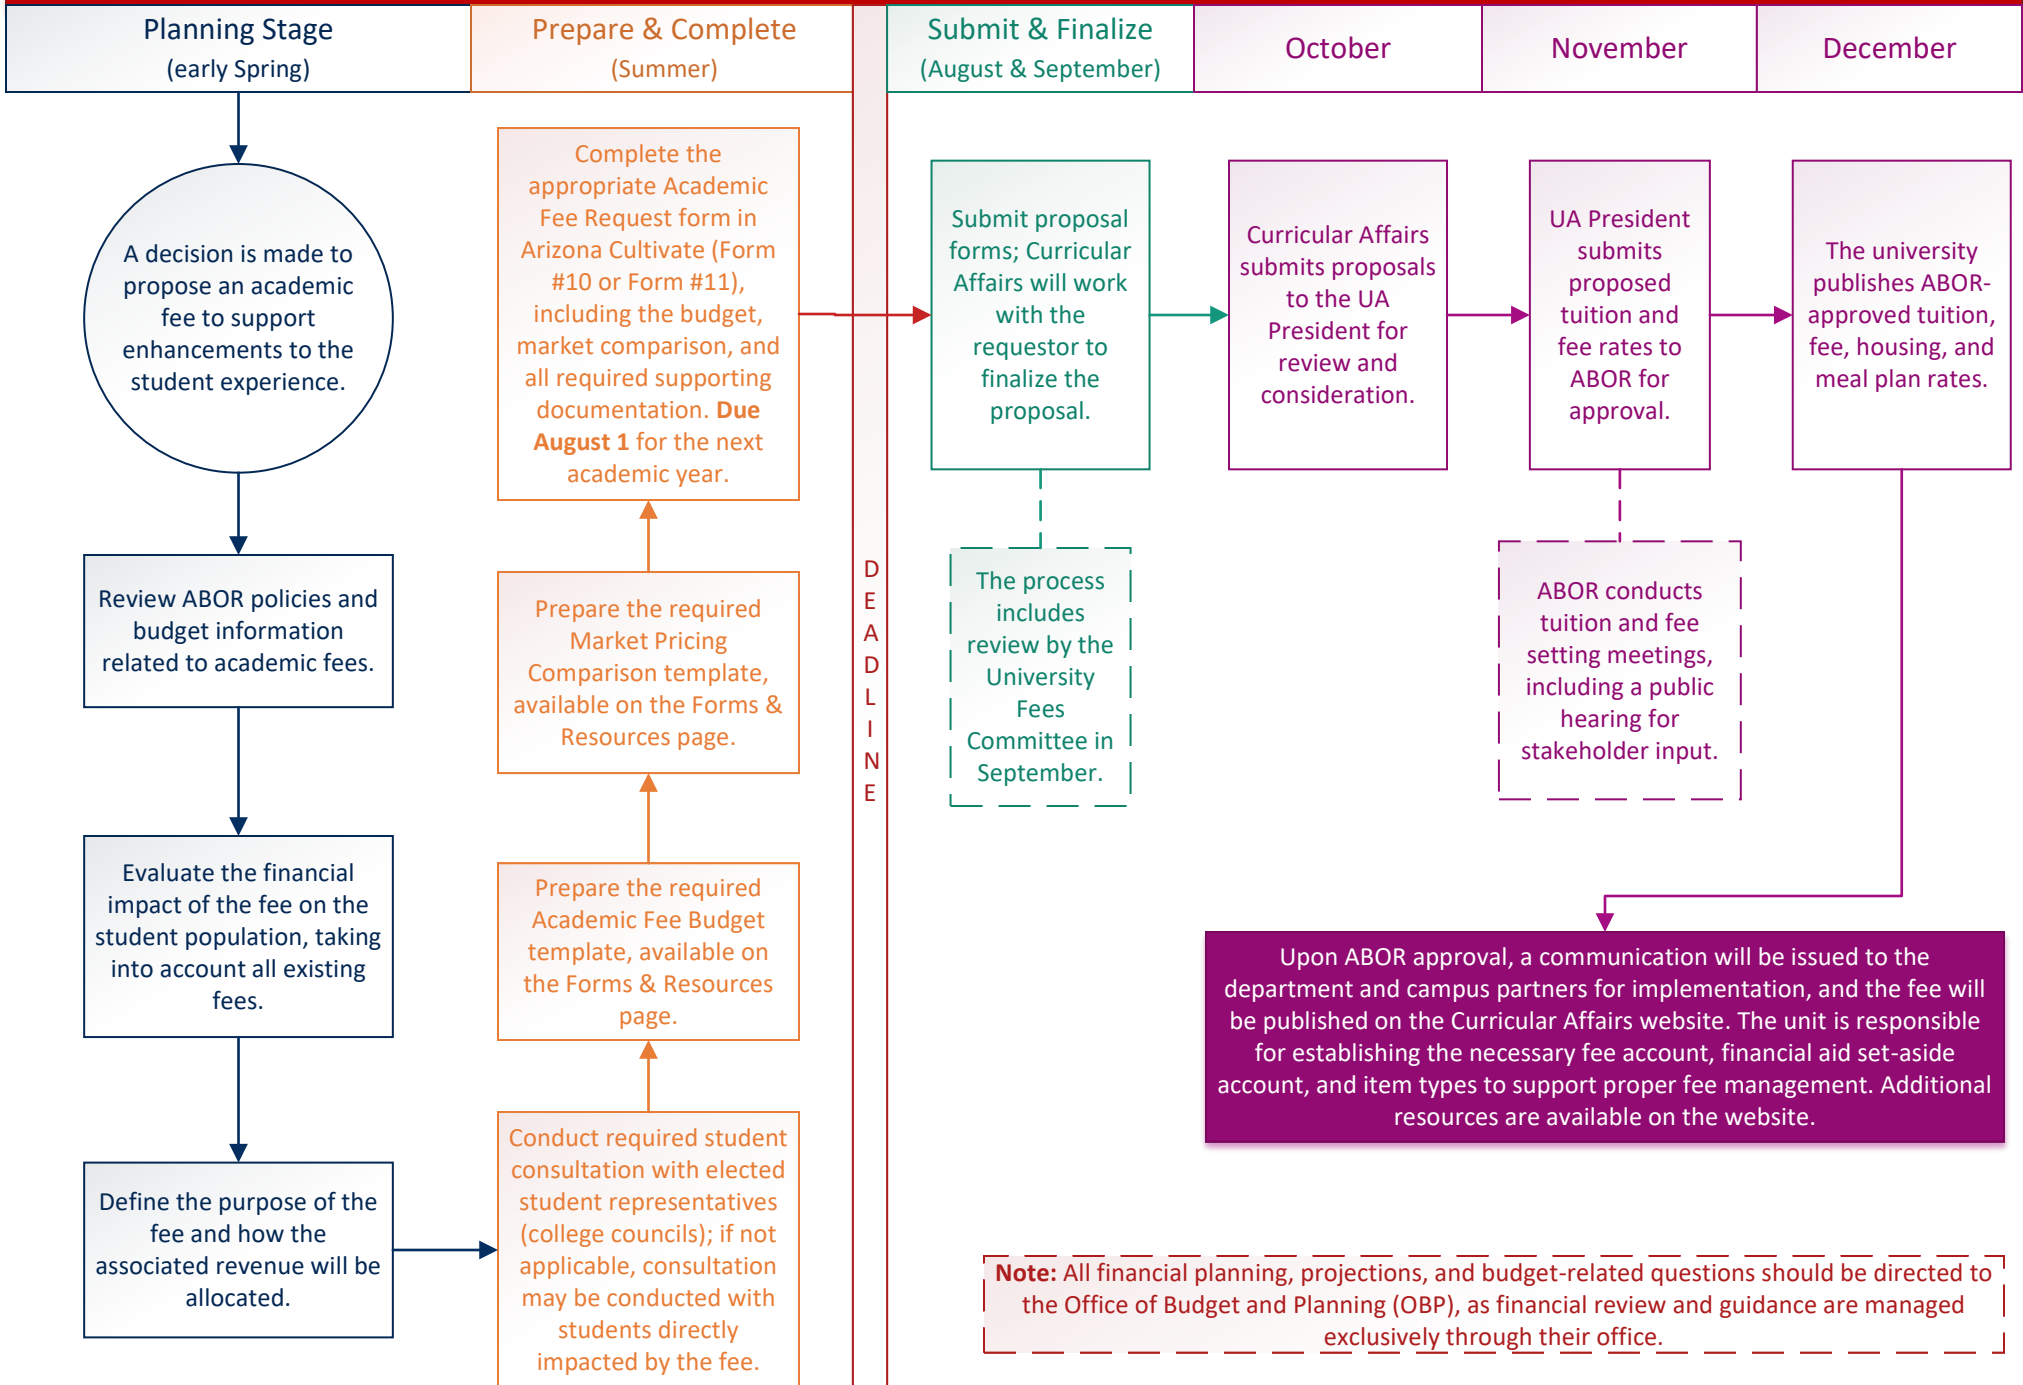 Planning Stage
(early Spring)
Prepare & Complete
(Summer)
Submit & Finalize
(August & September)
October
November
December
A decision is made to
propose an academic
fee to support
enhancements to the
student experience.
Review ABOR policies and
budget information
related to academic fees.
Evaluate the financial
impact of the fee on the
student population, taking
into account all existing
fees.
Define the purpose of the
fee and how the
associated revenue will be
allocated.
Conduct required student
consultation with elected
student representatives
(college councils); if not
applicable, consultation
may be conducted with
students directly
impacted by the fee.
Prepare the required
Academic Fee Budget
template, available on
the Forms & Resources
page.
Prepare the required
Market Pricing
Comparison template,
available on the Forms &
Resources page.
Complete the
appropriate Academic
Fee Request form in
Arizona Cultivate (Form
#10 or Form #11),
including the budget,
market comparison, and
all required supporting
documentation. Due
August 1 for the next
academic year.
D
E
A
D
L
I
N
E
Submit proposal
forms; Curricular
Affairs will work
with the
requestor to
finalize the
proposal.
The process
includes
review by the
University
Fees
Committee in
September.
Curricular Affairs
submits proposals
to the UA
President for
review and
consideration.
UA President
submits
proposed
tuition and
fee rates to
ABOR for
approval.
ABOR conducts
tuition and fee
setting meetings,
including a public
hearing for
stakeholder input.
The university
publishes ABOR-
approved tuition,
fee, housing, and
meal plan rates.
Upon ABOR approval, a communication will be issued to the
department and campus partners for implementation, and the fee will
be published on the Curricular Affairs website. The unit is responsible
for establishing the necessary fee account, financial aid set-aside
account, and item types to support proper fee management. Additional
resources are available on the website.
Note: All financial planning, projections, and budget-related questions should be directed to
the Office of Budget and Planning (OBP), as financial review and guidance are managed
exclusively through their office.